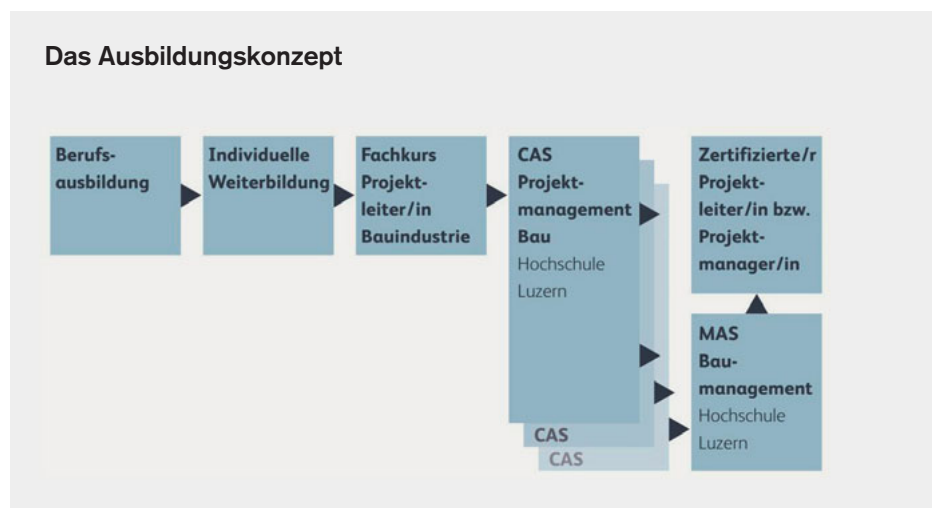 Das Ausbildungskonzept
Berufs-
ausbildung
Individuelle
Weiterbildung
Fachkurs
Projekt-
leiter/in
Bauindustrie
CAS
Projekt-
management
Bau
Hochschule
Luzern
CAS
CAS
Zertifizierte/r
Projekt-
leiter/in bzw.
Projekt-
manager/in
MAS
Bau-
management
Hochschule
Luzern